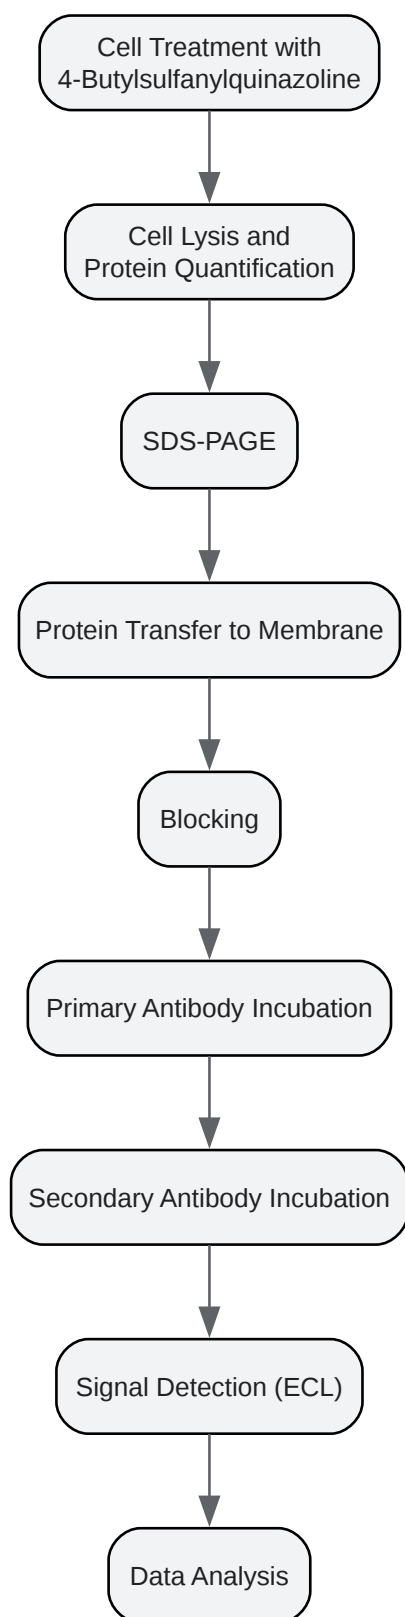 Cell Treatment with
4-Butylsulfanylquinazoline
Cell Lysis and
Protein Quantification
SDS-PAGE
Protein Transfer to Membrane
Blocking
Primary Antibody Incubation
Secondary Antibody Incubation
Signal Detection (ECL)
Data Analysis